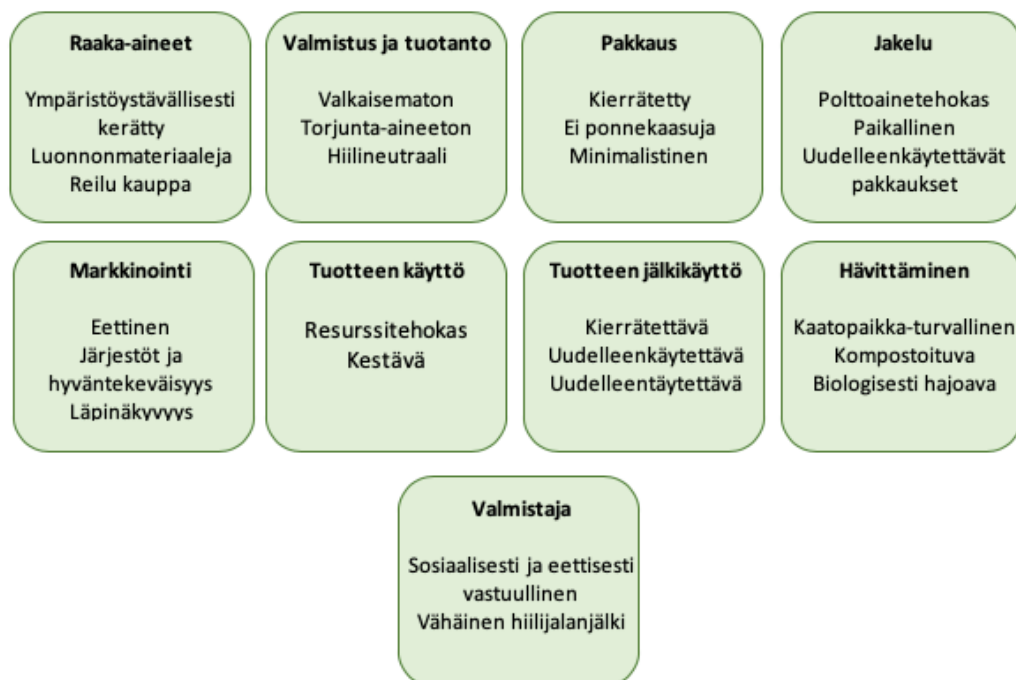 Raaka-aineet
Ympäristöystävällisesti
kerätty
Luonnonmateriaaleja
Reilu kauppa
Valmistus ja tuotanto
Valkaisematon
Torjunta-aineeton
Hiilineutraali
Pakkaus
Kierrätetty
Ei ponnekaasuja
Minimalistinen
Jakelu
Polttoainetehokas
Paikallinen
Uudelleenkäytettävät
pakkaukset
Markkinointi
Eettinen
Järjestöt ja
hyväntekeväisyys
Läpinäkyvyys
Tuotteen käyttö
Resurssitehokas
Kestävä
Tuotteen jälkikäyttö
Kierrätettävä
Uudelleenkäytettävä
Uudelleentäytettävä
Hävittäminen
Kaatopaikka-turvallinen
Kompostoituva
Biologisesti hajoava
Valmistaja
Sosiaalisesti ja eettisesti
vastuullinen
Vähäinen hiilijalanjälki